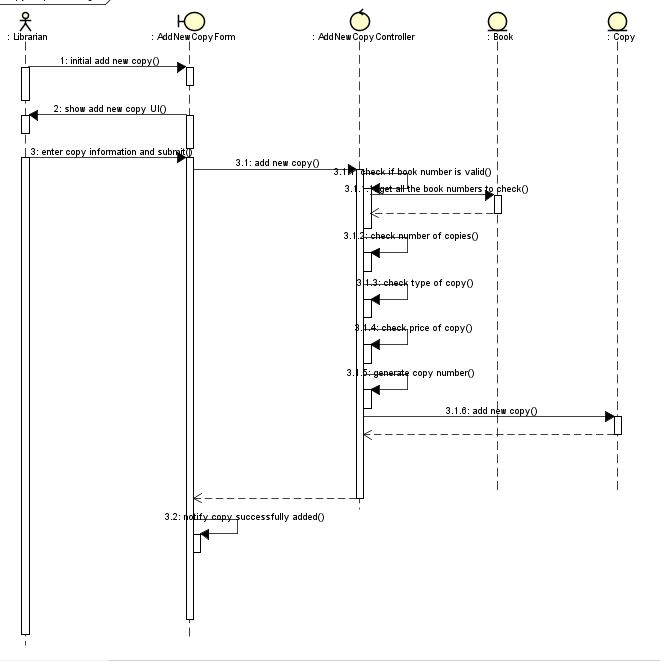 : Librarian
: AddNewCopyForm
: AddNewCopyController
: Book
: Copy
1: initial add new copy()
2: show add new copy UI()
3: enter copy information and submit()
3.1: add new copy()
3.1.1: check if book number is valid()
3.1.1.1: get all the book numbers to check()
3.1.2: check number of copies()
3.1.3: check type of copy()
3.1.4: check price of copy()
3.1.5: generate copy number()
3.1.6: add new copy()
3.2: notify copy successfully added()